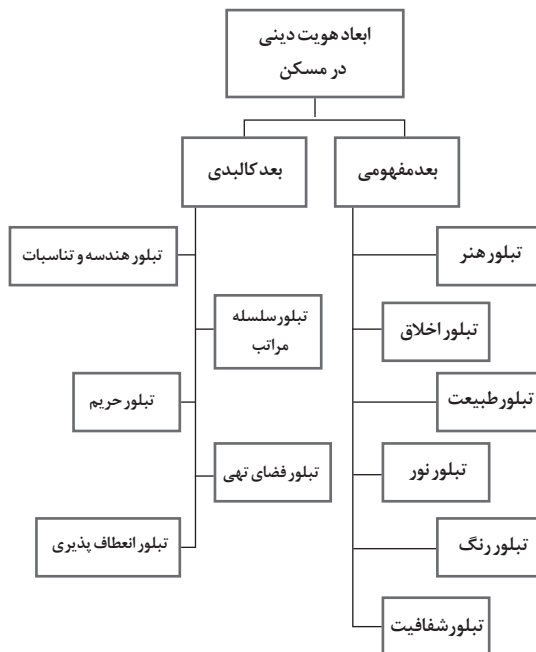 ابعاد هویت دینی
در مسکن
بعد مفهومی
بعد کالبدی
تبلور هنر
تبلور اخلاق
تبلور طبیعت
تبلور نور
تبلور رنگ
تبلور شفافیت
تبلور هندسه و تناسبات
تبلور سلسله
مراتب
تبلور حریم
تبلور فضای تهی
تبلور انعطاف پذیری